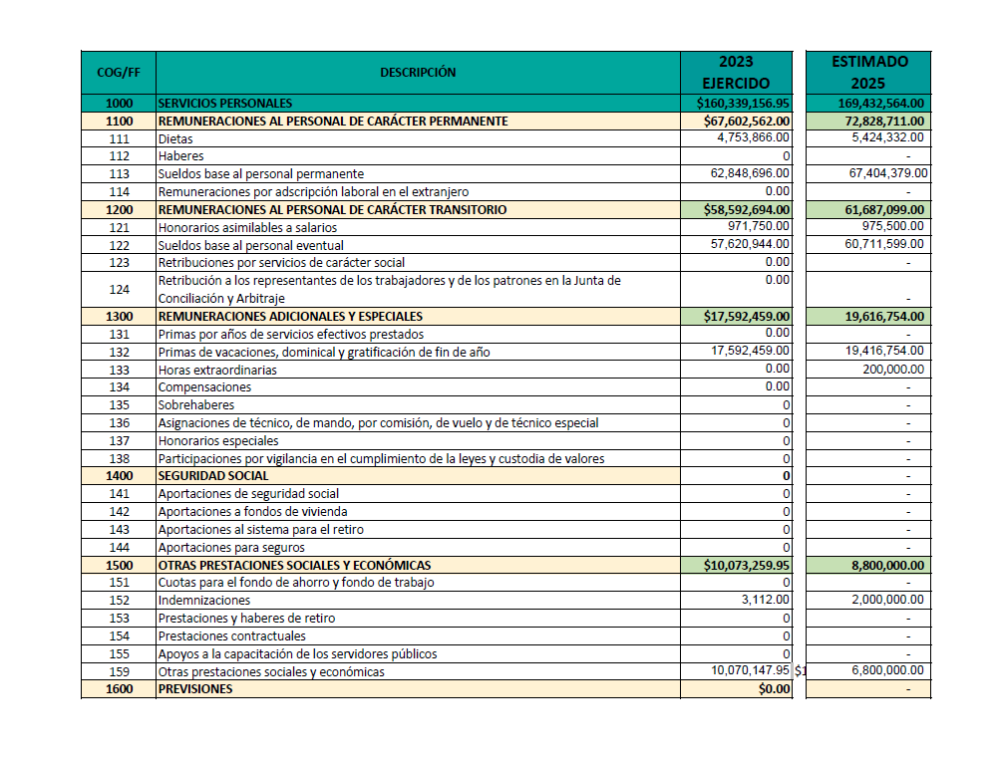 COG/FF DESCRIPCIÓN 2023 EJERCIDO ESTIMADO 2025
1000 SERVICIOS PERSONALES $160,339,156.95 169,432,564.00
1100 REMUNERACIONES AL PERSONAL DE CARÁCTER PERMANENTE $67,602,562.00 72,828,711.00
111 Dietas 4,753,866.00 5,424,332.00
112 Haberes 0 -
113 Sueldos base al personal permanente 62,848,696.00 67,404,379.00
114 Remuneraciones por adscripción laboral en el extranjero 0.00 -
1200 REMUNERACIONES AL PERSONAL DE CARÁCTER TRANSITORIO $58,592,694.00 61,687,099.00
121 Honorarios asimilables a salarios 971,750.00 975,500.00
122 Sueldos base al personal eventual 57,620,944.00 60,711,599.00
123 Retribuciones por servicios de carácter social 0.00 -
124 Retribución a los representantes de los trabajadores y de los patrones en la Junta de 0.00
Conciliación y Arbitraje -
1300 REMUNERACIONES ADICIONALES Y ESPECIALES $17,592,459.00 19,616,754.00
131 Primas por años de servicios efectivos prestados 0.00 -
132 Primas de vacaciones, dominical y gratificación de fin de año 17,592,459.00 19,416,754.00
133 Horas extraordinarias 0.00 200,000.00
134 Compensaciones 0.00 -
135 Sobrehaberes 0 -
136 Asignaciones de técnico, de mando, por comisión, de vuelo y de técnico especial 0 -
137 Honorarios especiales 0 -
138 Participaciones por vigilancia en el cumplimiento de la leyes y custodia de valores 0 -
1400 SEGURIDAD SOCIAL 0 -
141 Aportaciones de seguridad social 0 -
142 Aportaciones a fondos de vivienda 0 -
143 Aportaciones al sistema para el retiro 0 -
144 Aportaciones para seguros 0 -
1500 OTRAS PRESTACIONES SOCIALES Y ECONÓMICAS $10,073,259.95 8,800,000.00
151 Cuotas para el fondo de ahorro y fondo de trabajo 0 -
152 Indemnizaciones 3,112.00 2,000,000.00
153 Prestaciones y haberes de retiro 0 -
154 Prestaciones contractuales 0 -
155 Apoyos a la capacitación de los servidores públicos 0 -
159 Otras prestaciones sociales y económicas 10,070,147.95 $1 6,800,000.00
1600 PREVISIONES $0.00 -